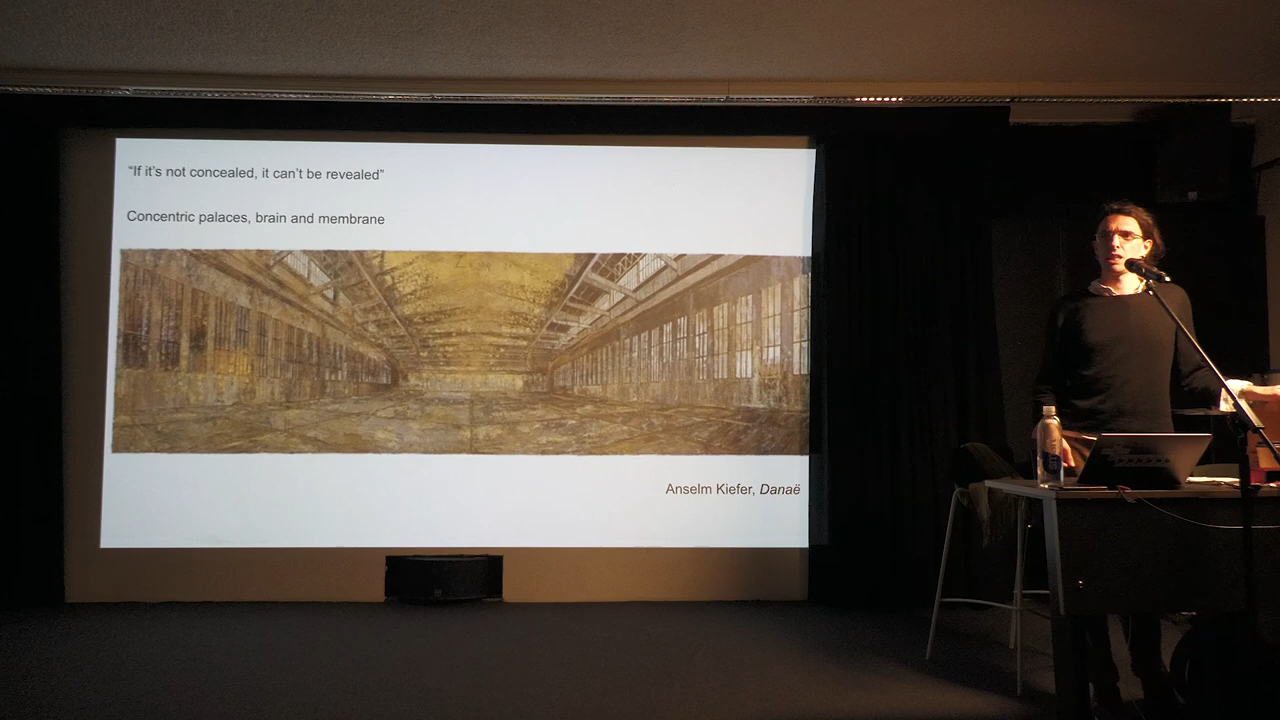 “If it’s not concealed, it can’t be revealed”
Concentric palaces, brain and membrane
Anselm Kiefer, Danaë